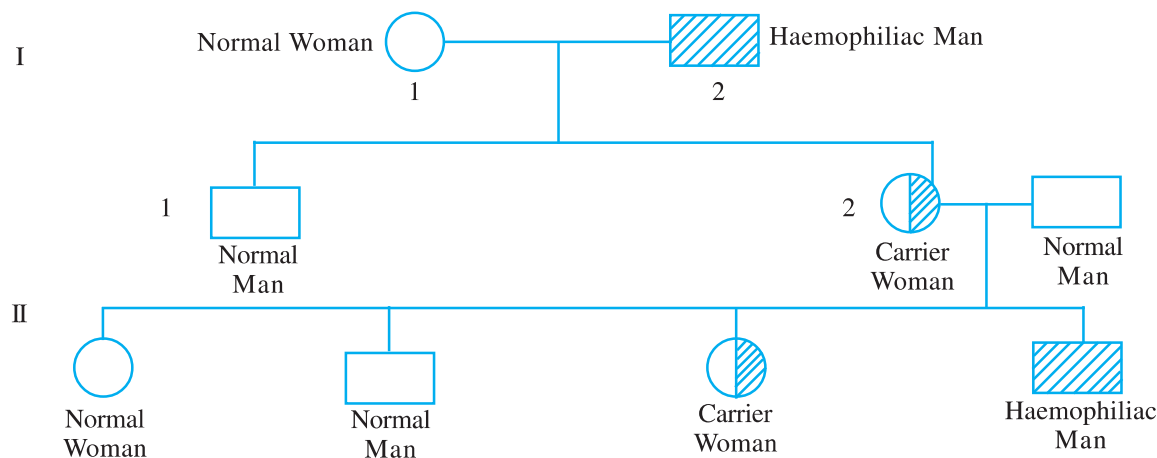 Normal Woman
Haemophiliac Man
I
1
2
1
2
Normal
Man
Carrier
Woman
Normal
Man
II
Normal
Woman
Normal
Man
Carrier
Woman
Haemophiliac
Man